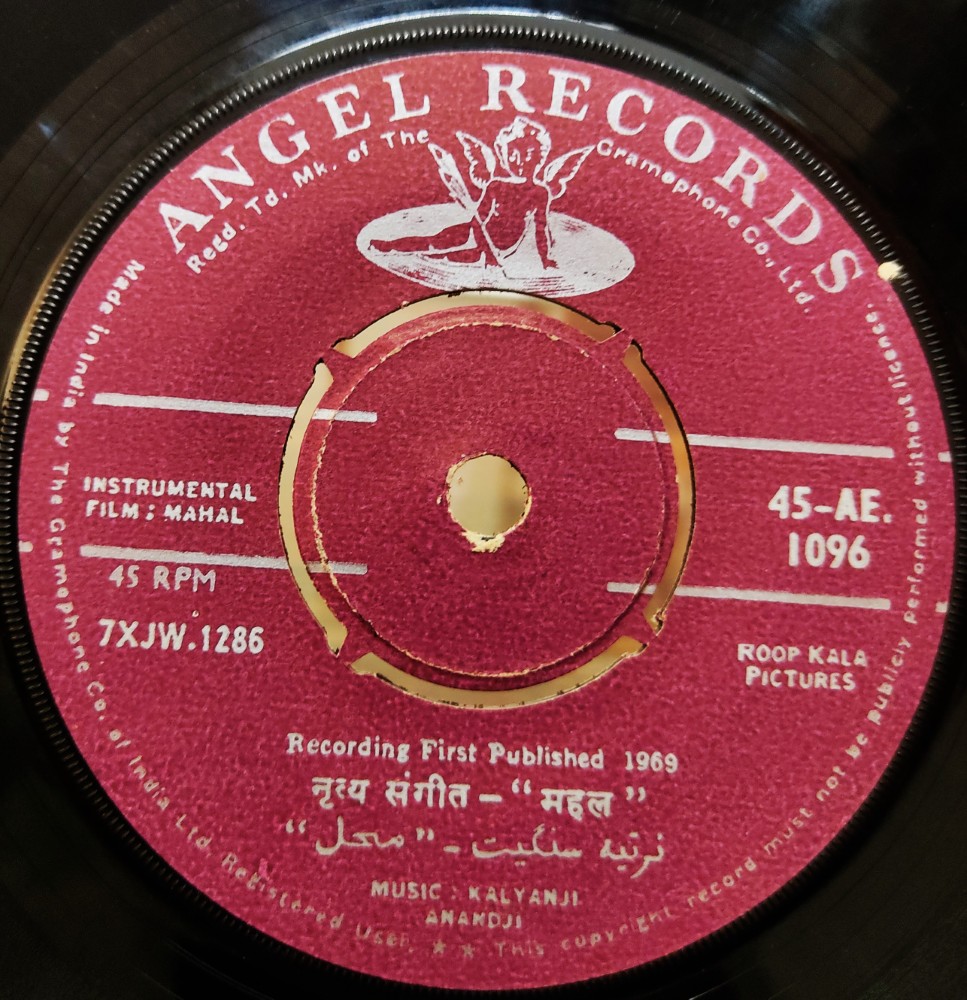 ANGEL RECORDS
Regd. Td. Mk. of The Gramophone Co., Ltd.
INSTRUMENTAL
FILM : MAHAL
45 RPM
7XJW.1286
45-AE.
1096
ROOP KALA
PICTURES
Recording First Published 1969
नृत्य संगीत – “महल”
نرتیہ سنگیت - ”محل“
MUSIC : KALYANJI
ANANDJI
Made in India by The Gramophone Co. of India Ltd. Registered User. ★ ★ This copyright record must not be Publicly Performed without licence.